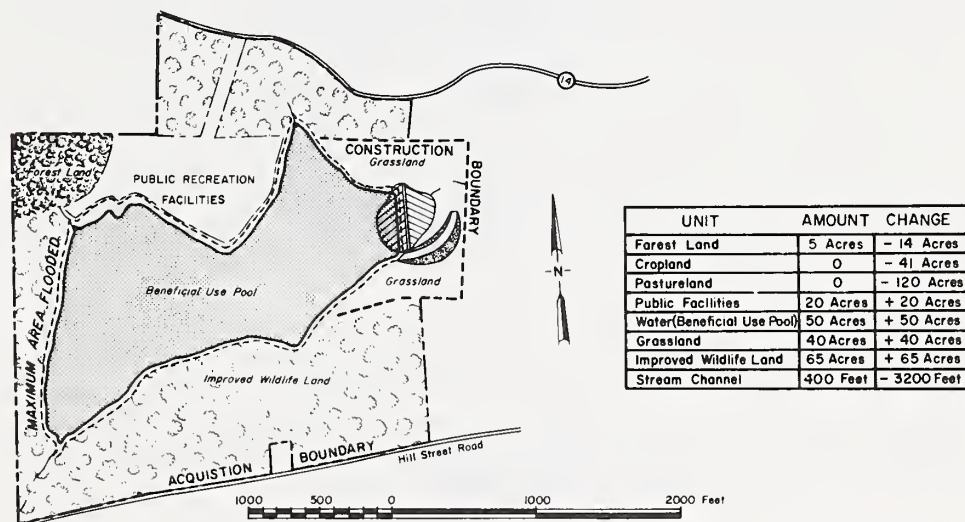 14
CONSTRUCTION
Grassland
BOUNDARY
Forest Land
PUBLIC RECREATION
FACILITIES
Beneficial Use Pool
Grassland
MAXIMUM AREA FLOODED
Improved Wildlife Land
ACQUISTION BOUNDARY
Hill Street Road
-N-
1000 500 0 1000 2000 Feet
UNIT AMOUNT CHANGE
Forest Land 5 Acres - 14 Acres
Cropland 0 - 41 Acres
Pastureland 0 - 120 Acres
Public Facilities 20 Acres + 20 Acres
Water(Beneficial Use Pool) 50 Acres + 50 Acres
Grassland 40 Acres + 40 Acres
Improved Wildlife Land 65 Acres + 65 Acres
Stream Channel 400 Feet - 3200 Feet